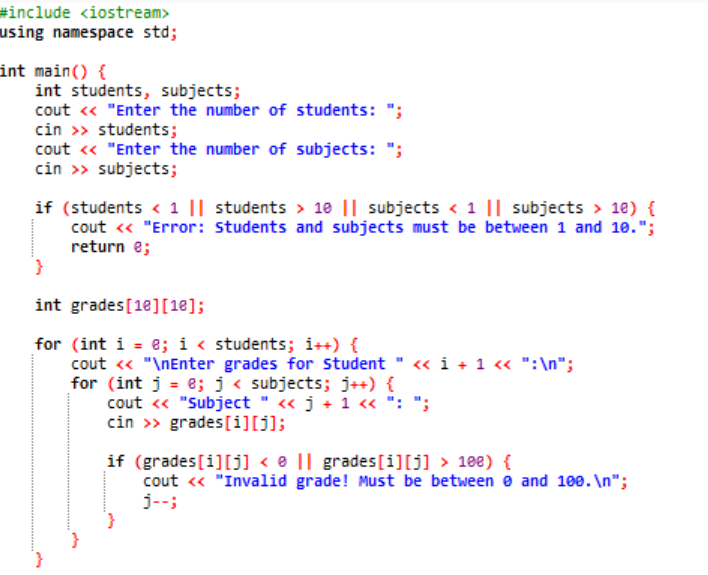 #include <iostream>
using namespace std;
int main() {
int students, subjects;
cout << "Enter the number of students: ";
cin >> students;
cout << "Enter the number of subjects: ";
cin >> subjects;
if (students < 1 || students > 10 || subjects < 1 || subjects > 10) {
cout << "Error: Students and subjects must be between 1 and 10.";
return 0;
}
int grades[10][10];
for (int i = 0; i < students; i++) {
cout << "\nEnter grades for Student " << i + 1 << ":\n";
for (int j = 0; j < subjects; j++) {
cout << "Subject " << j + 1 << ": ";
cin >> grades[i][j];
if (grades[i][j] < 0 || grades[i][j] > 100) {
cout << "Invalid grade! Must be between 0 and 100.\n";
j--;
}
}
}